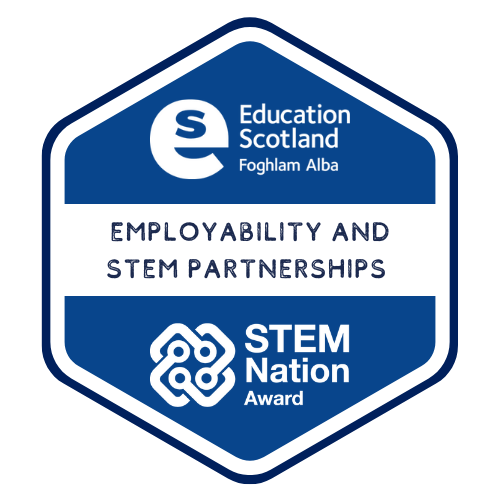 Education
Scotland
Foghlam Alba
EMPLOYABILITY AND
STEM PARTNERSHIPS
STEM
Nation
Award